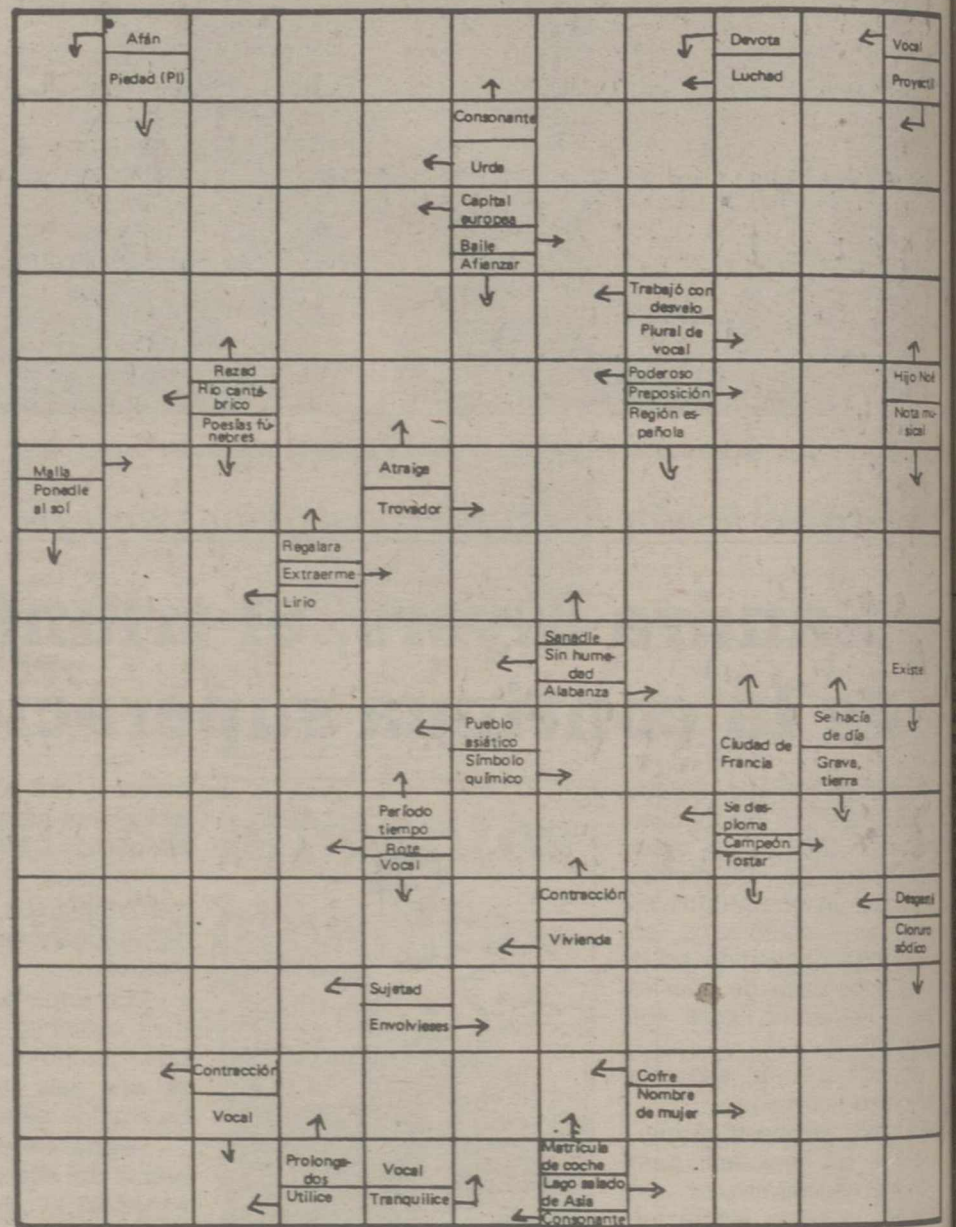 Afán
Piedad (Pl)
Devota
Luchad
Vocal
Proyectil
Consonante
Urda
Capital
europea
Baile
Afianzar
Trabajó con
desvelo
Plural de
vocal
Razad
Río cantá-
brico
Poesías fú-
nebres
Poderoso
Preposición
Región es-
pañola
Hijo Noé
Nota mu-
sical
Malla
Ponedle
al sol
Atraiga
Trovador
Regalara
Extraerme
Lirio
Sanadle
Sin hume-
dad
Alabanza
Existe
Pueblo
asiático
Símbolo
químico
Ciudad de
Francia
Se hacía
de día
Grava,
tierra
Período
tiempo
Rote
Vocal
Se des-
ploma
Campeón
Tostar
Contracción
Vivienda
Cloruro
sódico
Sujetad
Envolvieses
Contracción
Vocal
Cofre
Nombre
de mujer
Prolonga-
dos
Utilice
Vocal
Tranquilice
Matrícula
de coche
Lago salado
de Asia
Consonante